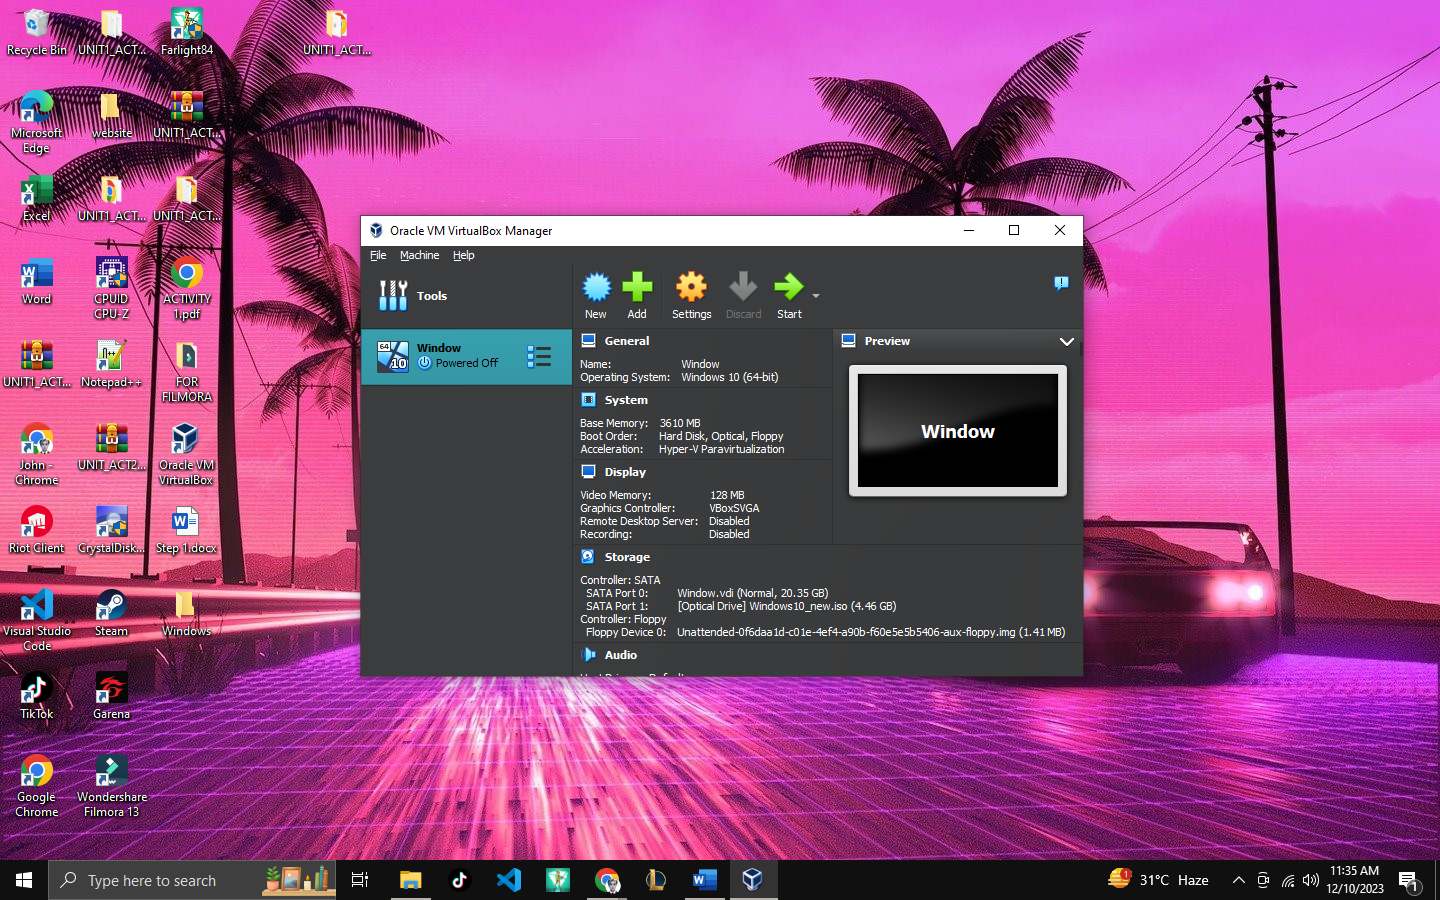 Recycle Bin
UNIT1_ACT...
Farlight84
UNIT1_ACT...
Microsoft Edge
website
UNIT1_ACT...
Excel
UNIT1_ACT...
UNIT1_ACT...
Word
CPUID CPU-Z
ACTIVITY 1.pdf
UNIT1_ACT...
Notepad++
FOR FILMORA
John - Chrome
UNIT_ACT2...
Oracle VM VirtualBox
Riot Client
CrystalDisk...
Step 1.docx
Visual Studio Code
Steam
Windows
TikTok
Garena
Google Chrome
Wondershare Filmora 13
Oracle VM VirtualBox Manager
File Machine Help
Tools
New Add Settings Discard Start
64
10
Window
Powered Off
General
Name: Window
Operating System: Windows 10 (64-bit)
System
Base Memory: 3610 MB
Boot Order: Hard Disk, Optical, Floppy
Acceleration: Hyper-V Paravirtualization
Display
Video Memory: 128 MB
Graphics Controller: VBoxSVGA
Remote Desktop Server: Disabled
Recording: Disabled
Preview
Window
Storage
Controller: SATA
SATA Port 0: Window.vdi (Normal, 20.35 GB)
SATA Port 1: [Optical Drive] Windows10_new.iso (4.46 GB)
Controller: Floppy
Floppy Device 0: Unattended-0f6daa1d-c01e-4ef4-a90b-f60e5e5b5406-aux-floppy.img (1.41 MB)
Audio
Type here to search
1
31°C Haze
11:35 AM
12/10/2023
1